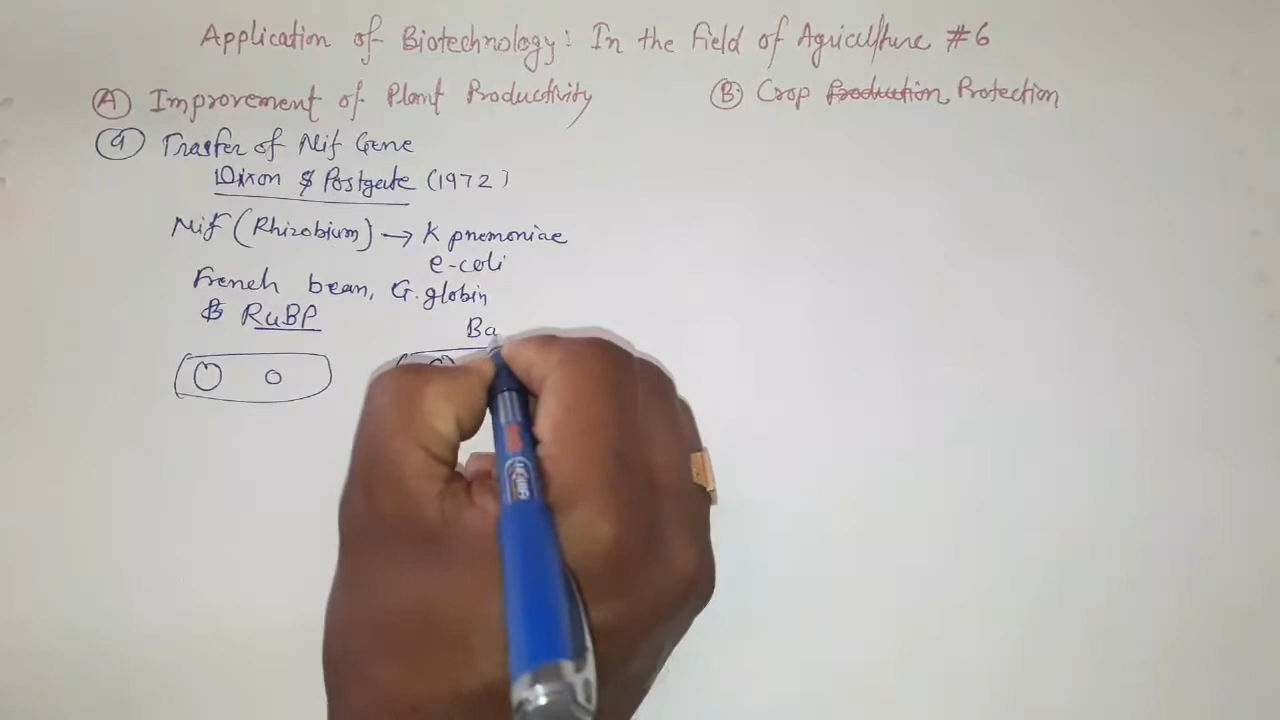 Application of Biotechnology: In the Field of Agriculture #6
(A) Improvement of Plant Productivity
(B) Crop Production Protection
(a) Trasfer of Nif Gene
Dixon & Postgate (1972)
Nif (Rhizobium) → K pnemoniae
e-coli
French bean, G. globin
& RuBP
Ba